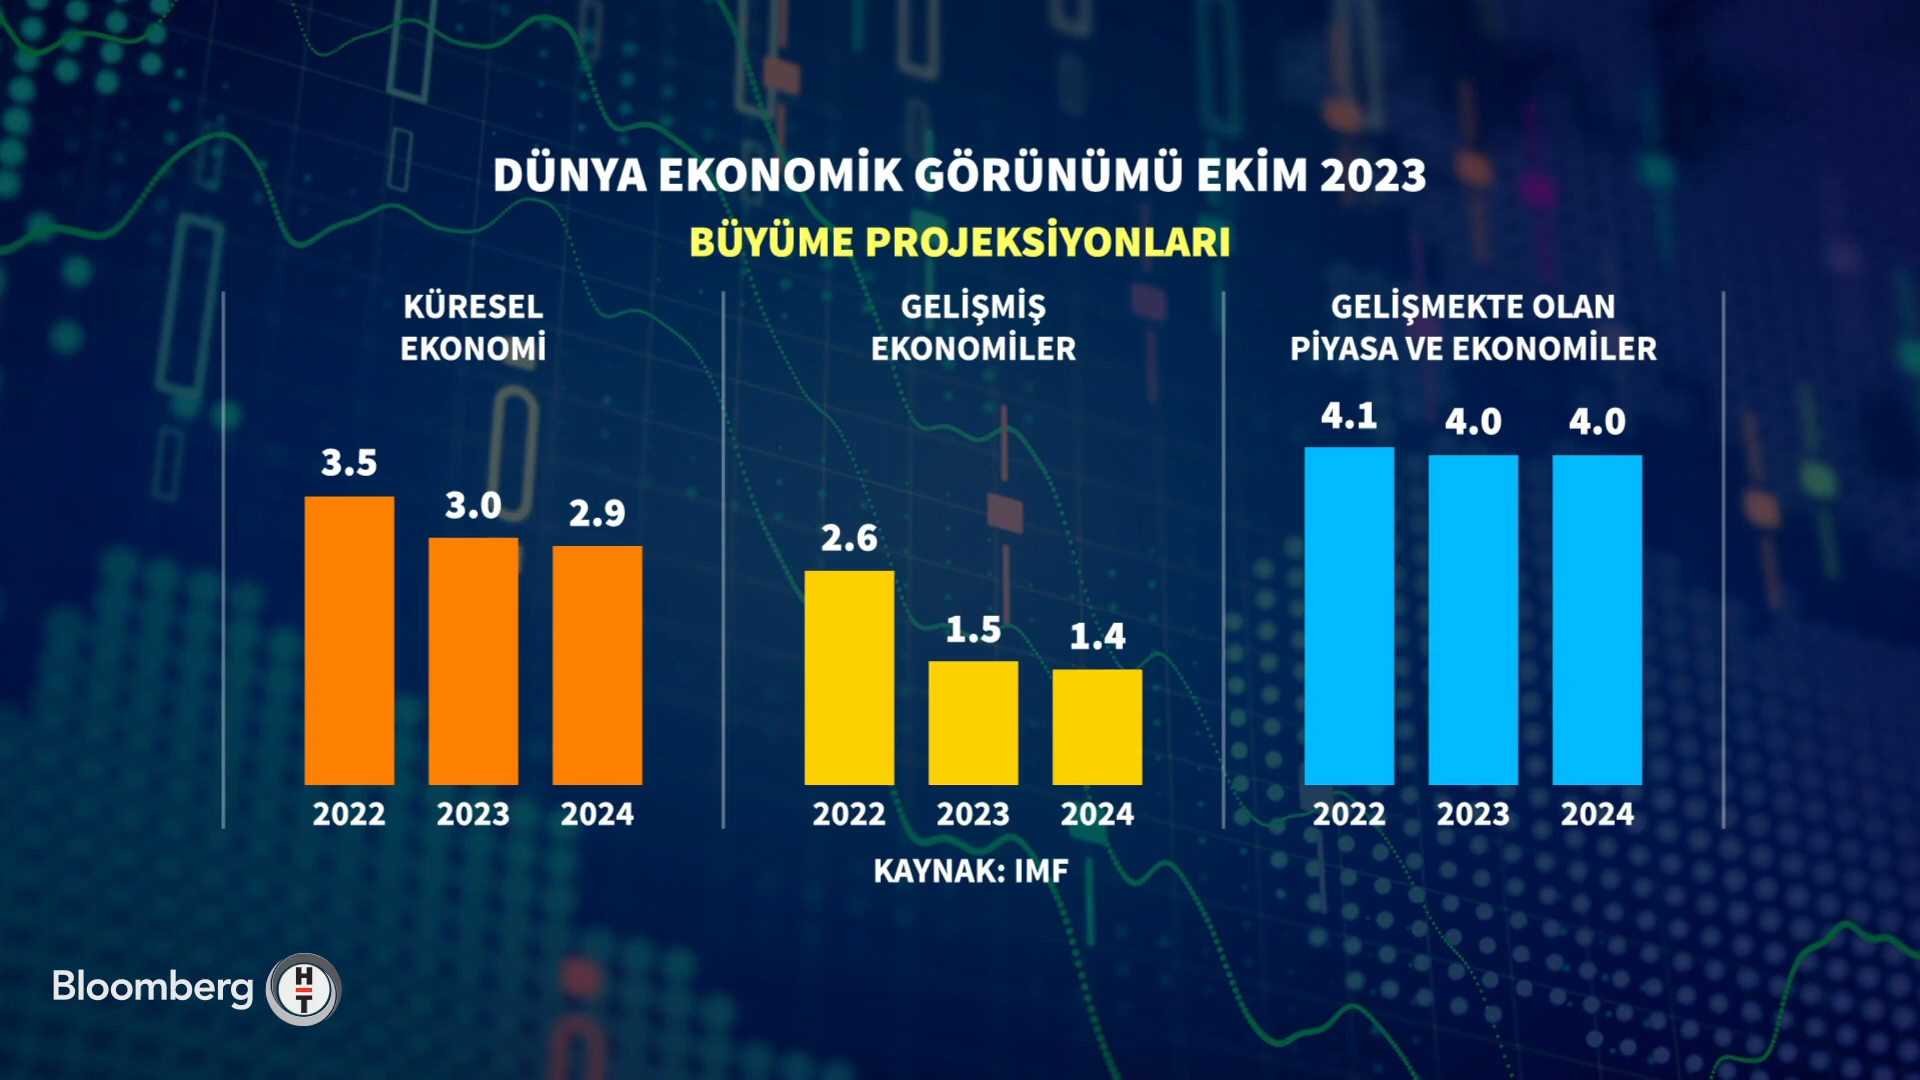 DÜNYA EKONOMİK GÖRÜNÜMÜ EKİM 2023
BÜYÜME PROJEKSİYONLARI
KÜRESEL
EKONOMİ
3.5
3.0
2.9
2022
2023
2024
GELİŞMİŞ
EKONOMİLER
2.6
1.5
1.4
2022
2023
2024
GELİŞMEKTE OLAN
PİYASA VE EKONOMİLER
4.1
4.0
4.0
2022
2023
2024
KAYNAK: IMF
Bloomberg HT